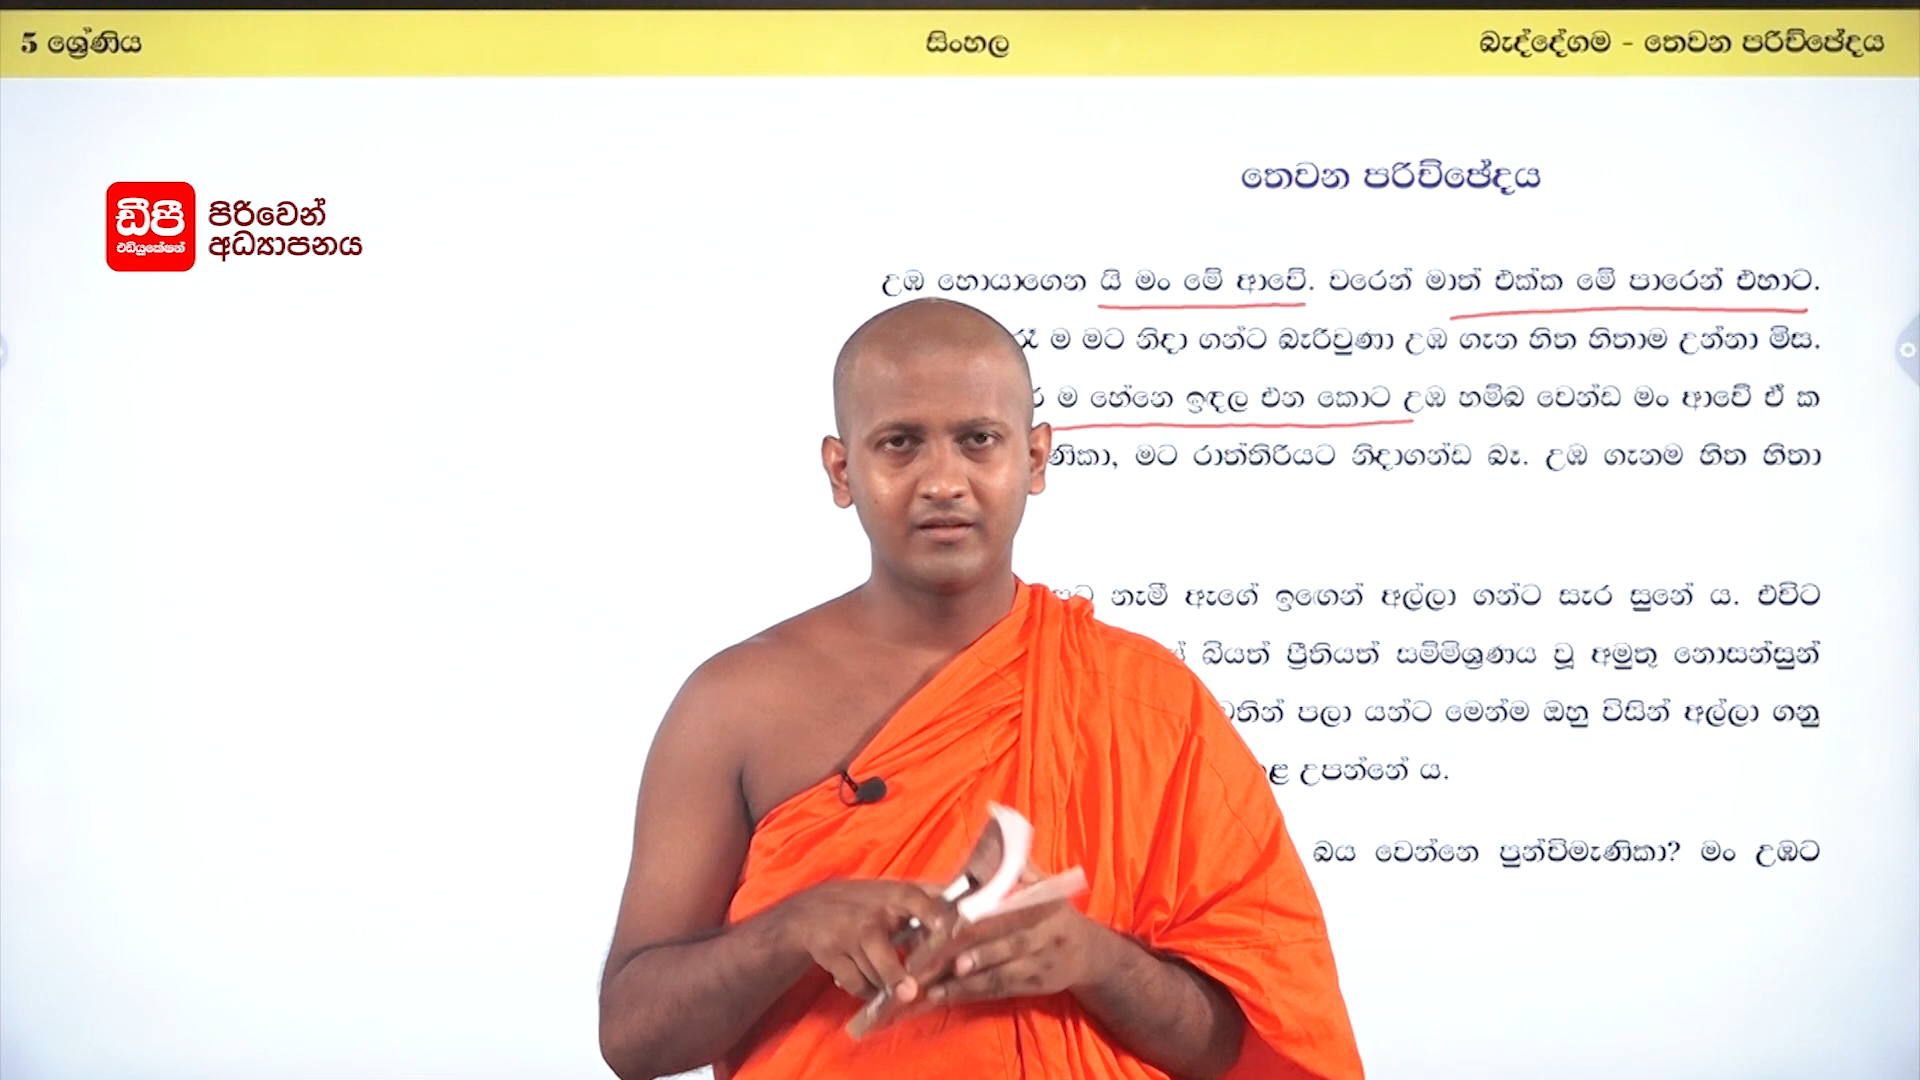 5 ශ්‍රේණිය
සිංහල
බැද්දේගම - තෙවන පරිච්ඡේදය
තෙවන පරිච්ඡේදය
ඩීපී
එඩියුකේෂන්
පිරිවෙන්
අධ්‍යාපනය
උඹ හොයාගෙන යි මං මේ ආවේ. වරෙන් මාත් එක්ක මේ පාරෙන් එහාට.
ම මට නිදා ගන්ට බැරිවුණා උඹ ගැන හිත හිතාම උන්නා මිස.
ම හේනෙ ඉඳල එන කොට උඹ හම්බ වෙන්ඩ මං ආවේ ඒ ක
මට රාත්තිරියට නිදාගන්ඩ බෑ. උඹ ගැනම හිත හිතා
නැමී ඇගේ ඉඟෙන් අල්ලා ගන්ට සැර සුනේ ය. එවිට
බියත් ප්‍රීතියත් සම්මිශ්‍රණය වූ අමුතු නොසන්සුන්
පලා යන්ට මෙන්ම ඔහු විසින් අල්ලා ගනු
උපන්නේ ය.
බය වෙන්නෙ පුන්චිමැණිකා? මං උඹට